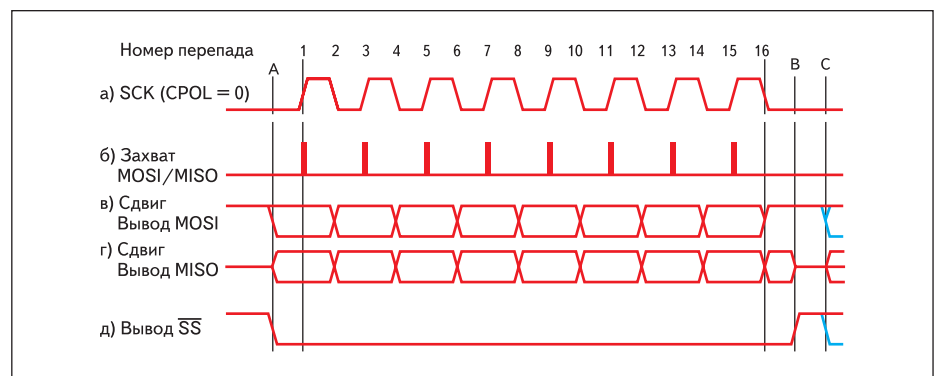 Номер перепада 1 2 3 4 5 6 7 8 9 10 11 12 13 14 15 16
A B C
а) SCK (CPOL = 0)
б) Захват
MOSI/MISO
в) Сдвиг
Вывод MOSI
г) Сдвиг
Вывод MISO
д) Вывод S̅S̅